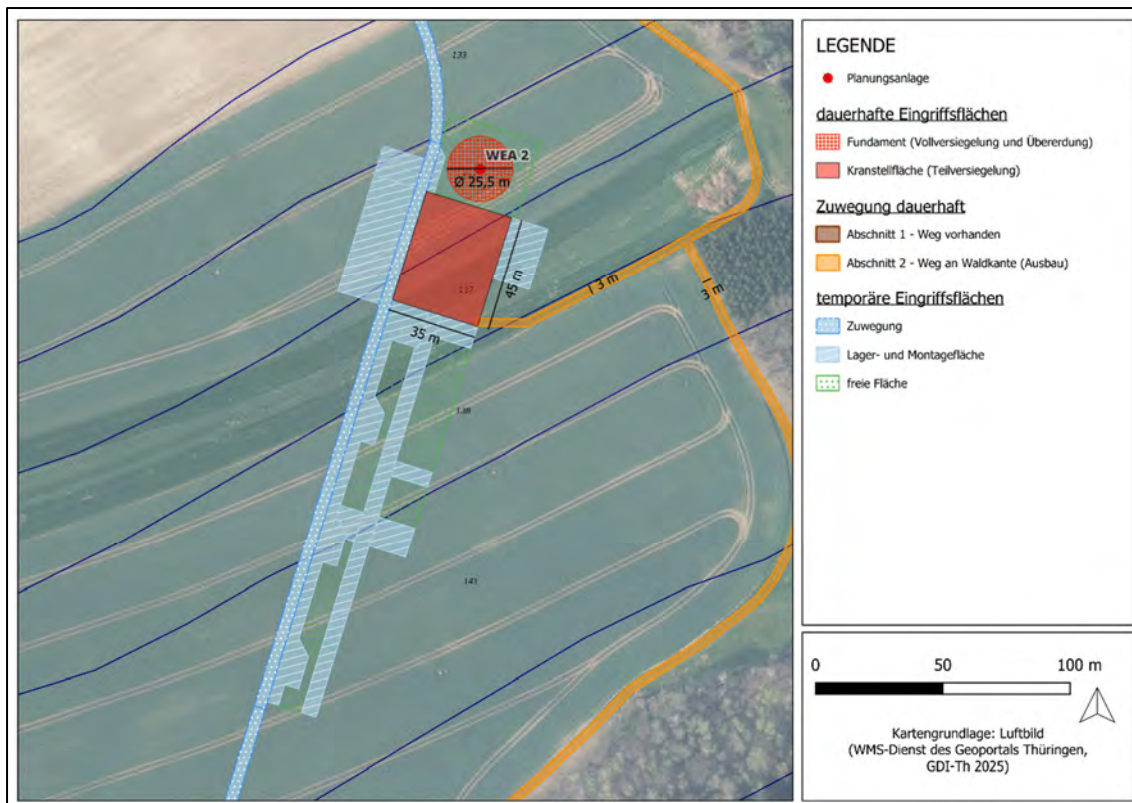 133
WEA 2
Ø 25,5 m
137
45 m
35 m
3 m
3 m
138
141
LEGENDE
Planungsanlage
dauerhafte Eingriffsflächen
Fundament (Vollversiegelung und Übererdung)
Kranstellfläche (Teilversiegelung)
Zuwegung dauerhaft
Abschnitt 1 - Weg vorhanden
Abschnitt 2 - Weg an Waldkante (Ausbau)
temporäre Eingriffsflächen
Zuwegung
Lager- und Montagefläche
freie Fläche
0 50 100 m
Kartengrundlage: Luftbild
(WMS-Dienst des Geoportals Thüringen,
GDI-Th 2025)